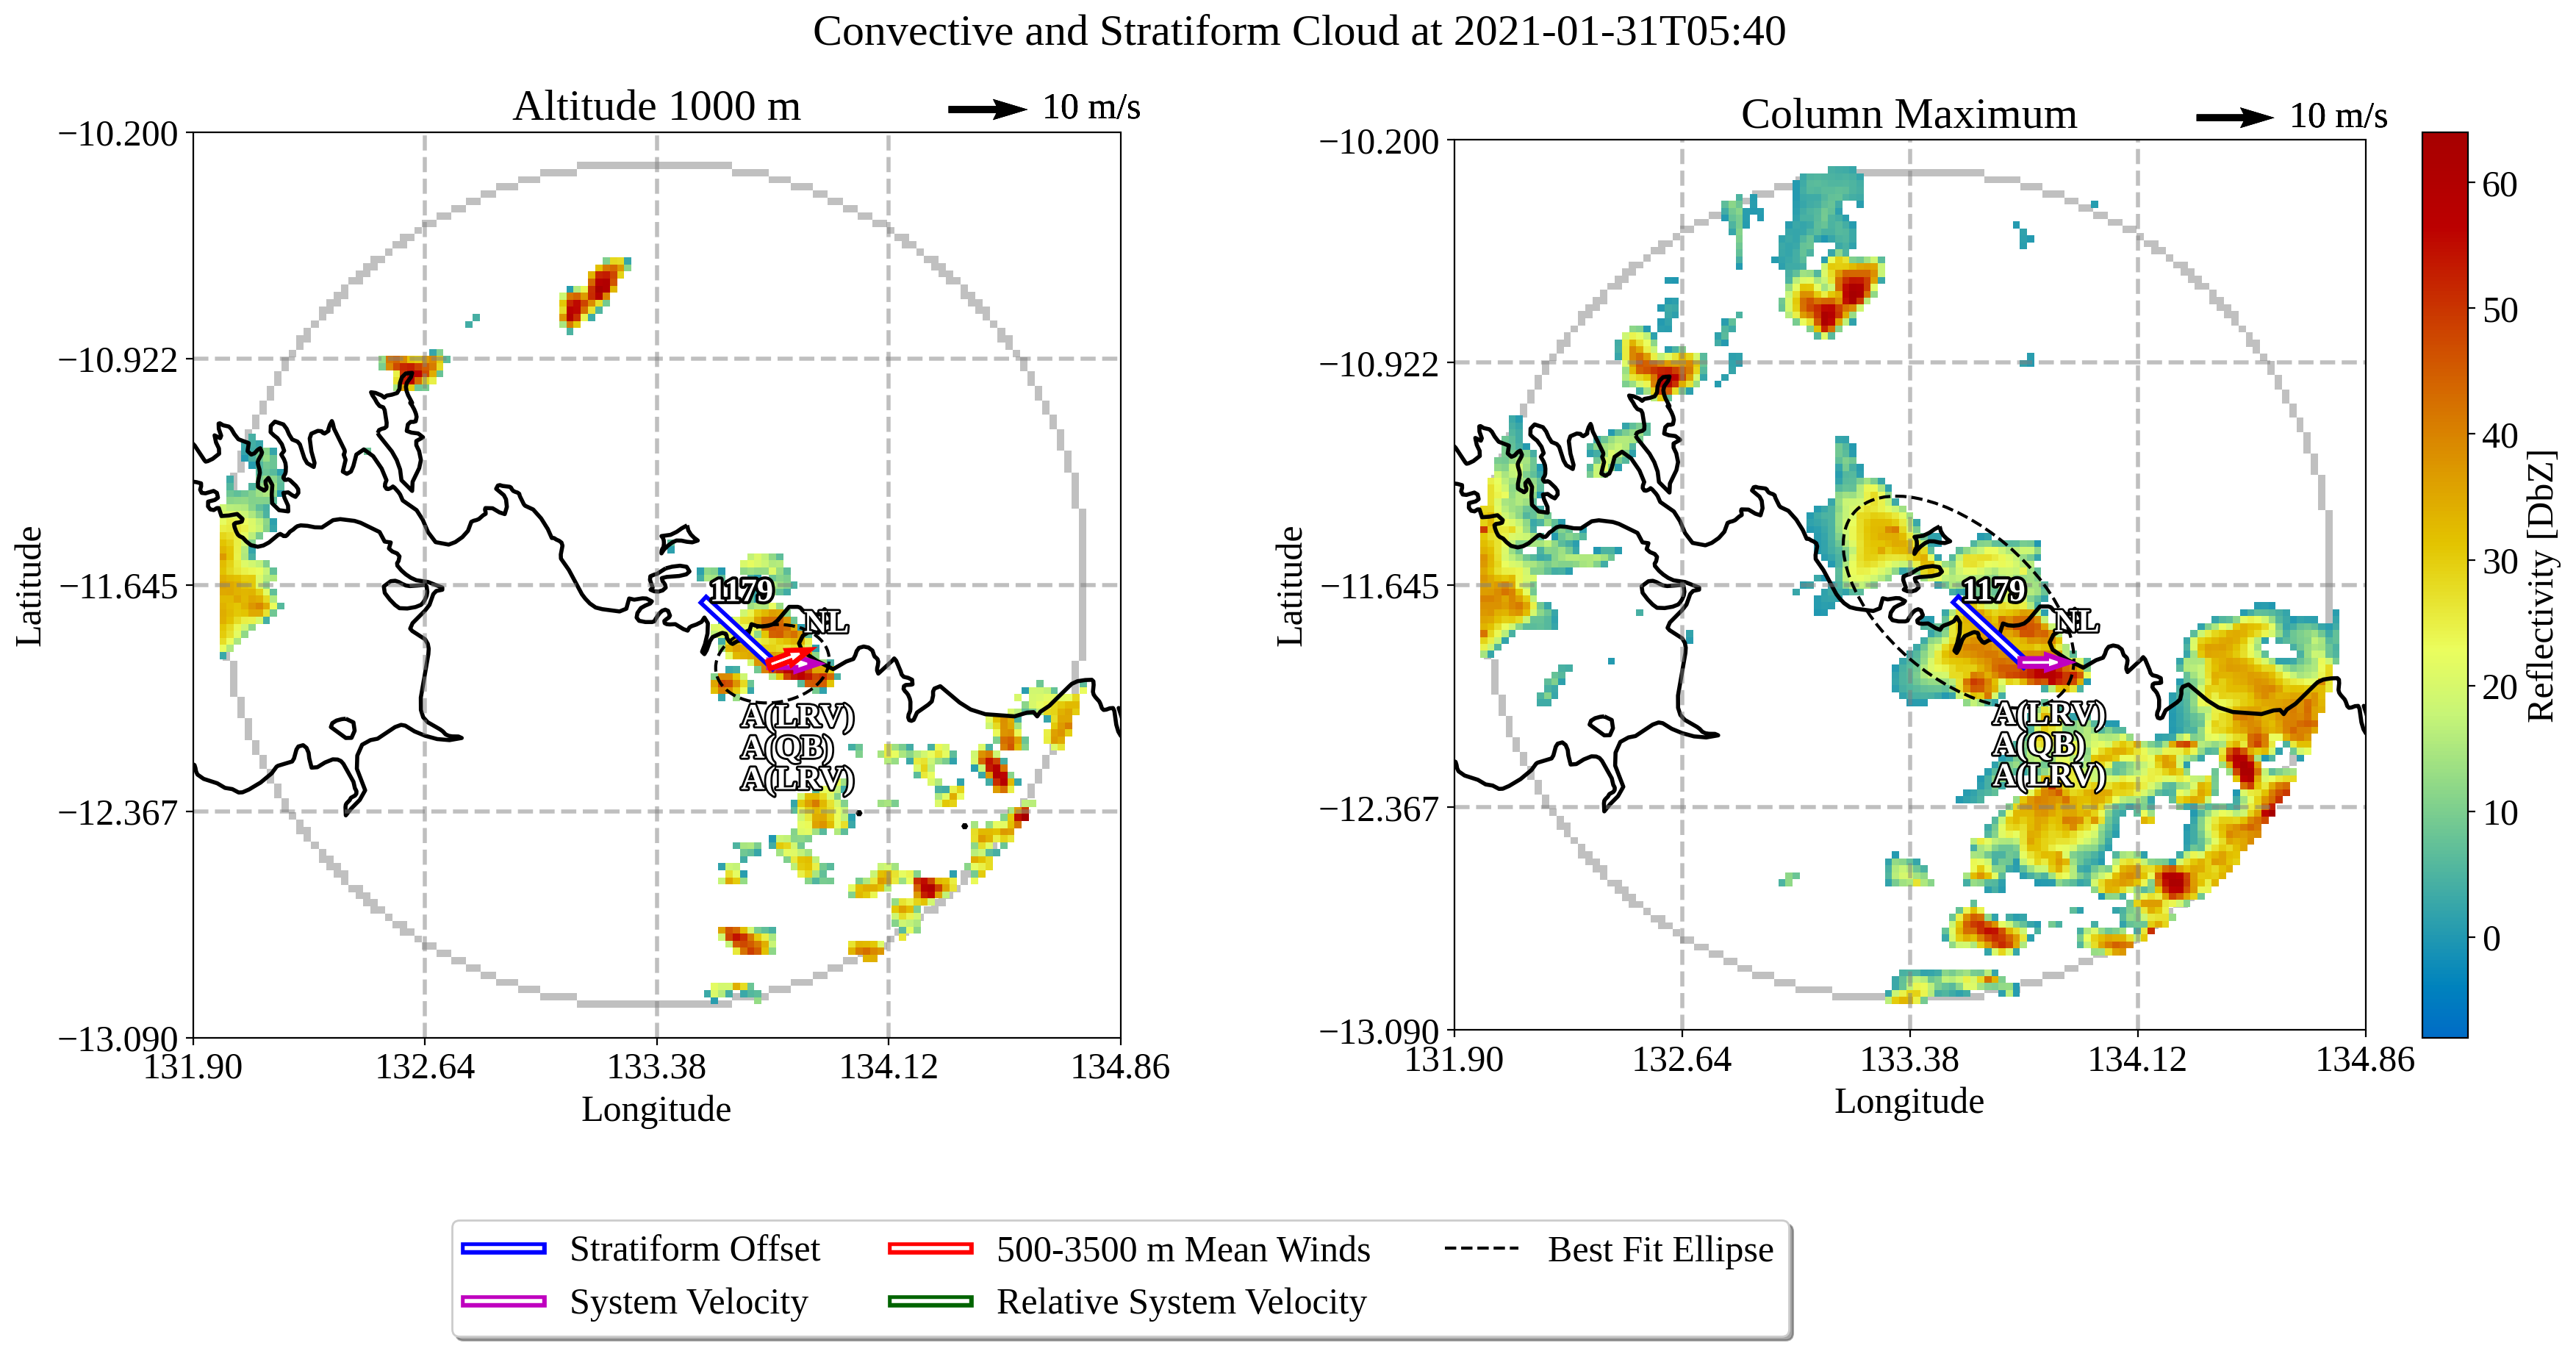 Convective and Stratiform Cloud at 2021-01-31T05:40
Altitude 1000 m
10 m/s
−10.200
−10.922
−11.645
−12.367
−13.090
131.90
132.64
133.38
134.12
134.86
Latitude
Longitude
1179
NL
A(LRV)
A(QB)
A(LRV)
Column Maximum
10 m/s
−10.200
−10.922
−11.645
−12.367
−13.090
131.90
132.64
133.38
134.12
134.86
Latitude
Longitude
1179
NL
A(LRV)
A(QB)
A(LRV)
60
50
40
30
20
10
0
Reflectivity [DbZ]
Stratiform Offset
System Velocity
500-3500 m Mean Winds
Relative System Velocity
Best Fit Ellipse